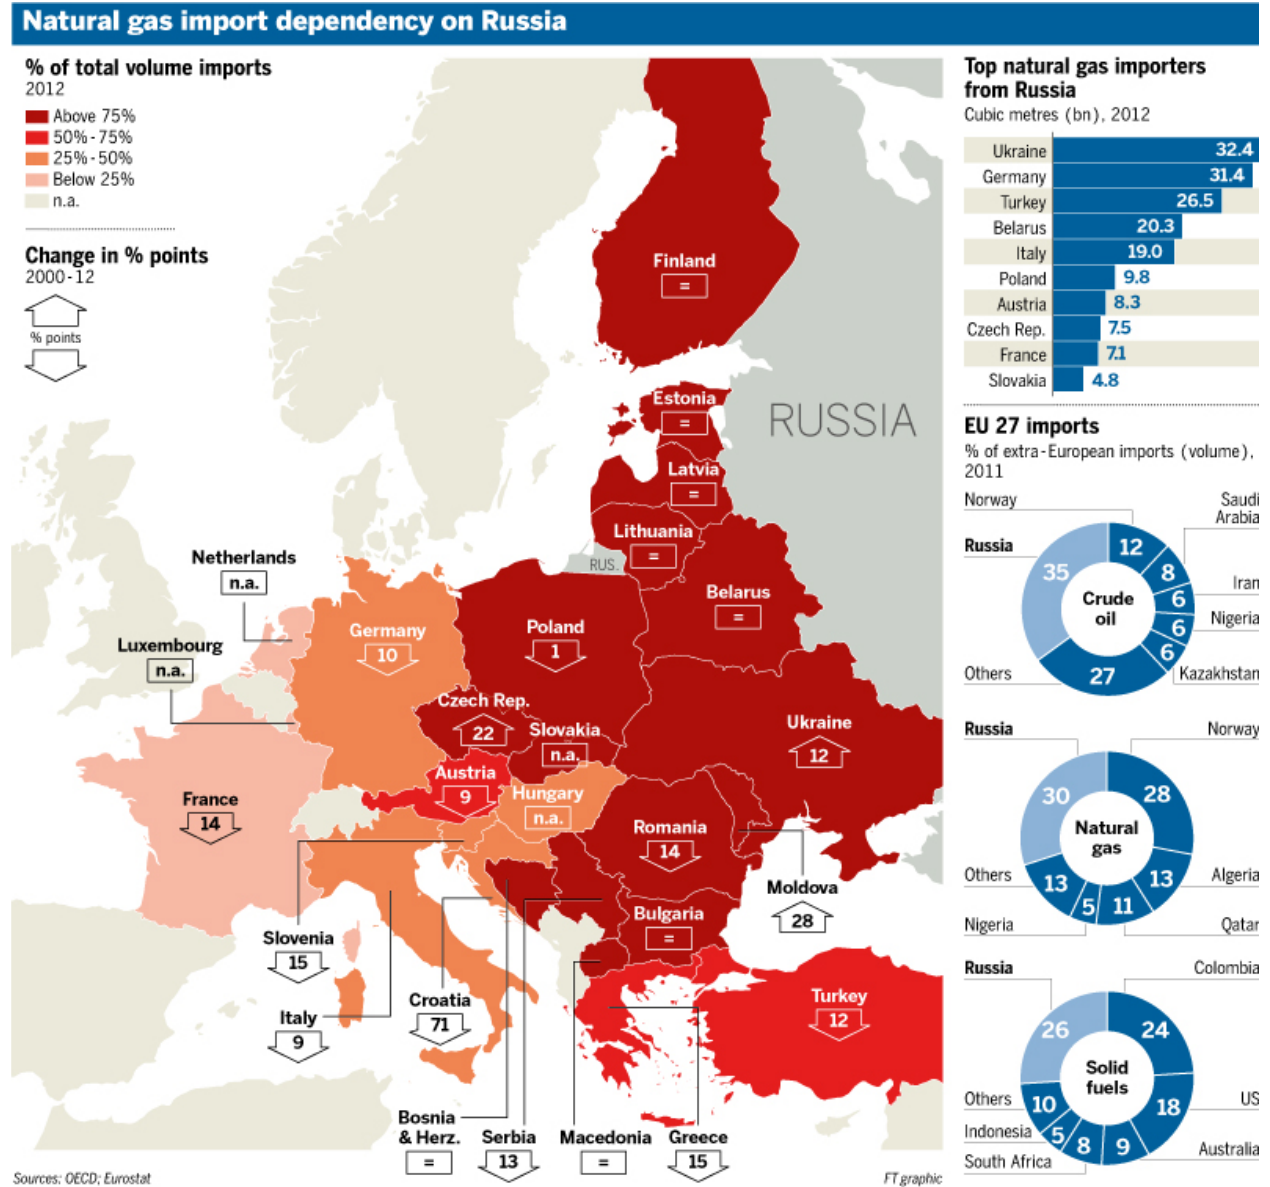 Natural gas import dependency on Russia
% of total volume imports
2012
Above 75%
50% - 75%
25% - 50%
Below 25%
n.a.
Change in % points
2000-12
% points
Finland
=
Estonia
=
Latvia
=
Lithuania
=
RUS.
RUSSIA
Belarus
=
Netherlands
n.a.
Luxembourg
n.a.
Germany
10
Poland
1
Czech Rep.
22
Slovakia
n.a.
Ukraine
12
Austria
9
Hungary
n.a.
France
14
Romania
14
Moldova
28
Bulgaria
=
Slovenia
15
Italy
9
Croatia
71
Turkey
12
Bosnia
& Herz.
=
Serbia
13
Macedonia
=
Greece
15
Sources: OECD; Eurostat
FT graphic
Top natural gas importers
from Russia
Cubic metres (bn), 2012
Ukraine 32.4
Germany 31.4
Turkey 26.5
Belarus 20.3
Italy 19.0
Poland 9.8
Austria 8.3
Czech Rep. 7.5
France 7.1
Slovakia 4.8
EU 27 imports
% of extra-European imports (volume),
2011
Norway
Saudi
Arabia
Russia
Iran
Nigeria
Kazakhstan
Others
35
12
8
6
6
6
27
Crude
oil
Russia
Norway
Others
Algeria
Nigeria
Qatar
30
28
13
13
5
11
Natural
gas
Russia
Colombia
Others
US
Indonesia
Australia
South Africa
26
24
10
18
5
8
9
Solid
fuels